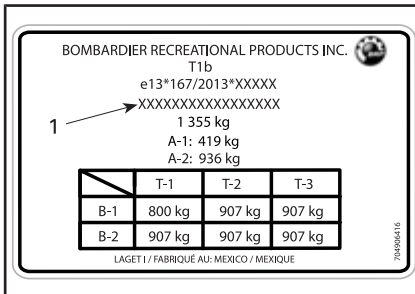 BOMBARDIER RECREATIONAL PRODUCTS INC.
T1b
e13*167/2013*XXXXX
XXXXXXXXXXXXXXXXX
1
1 355 kg
A-1: 419 kg
A-2: 936 kg
T-1 T-2 T-3
B-1 800 kg 907 kg 907 kg
B-2 907 kg 907 kg 907 kg
LAGET I / FABRIQUÉ AU: MEXICO / MEXIQUE
704906416